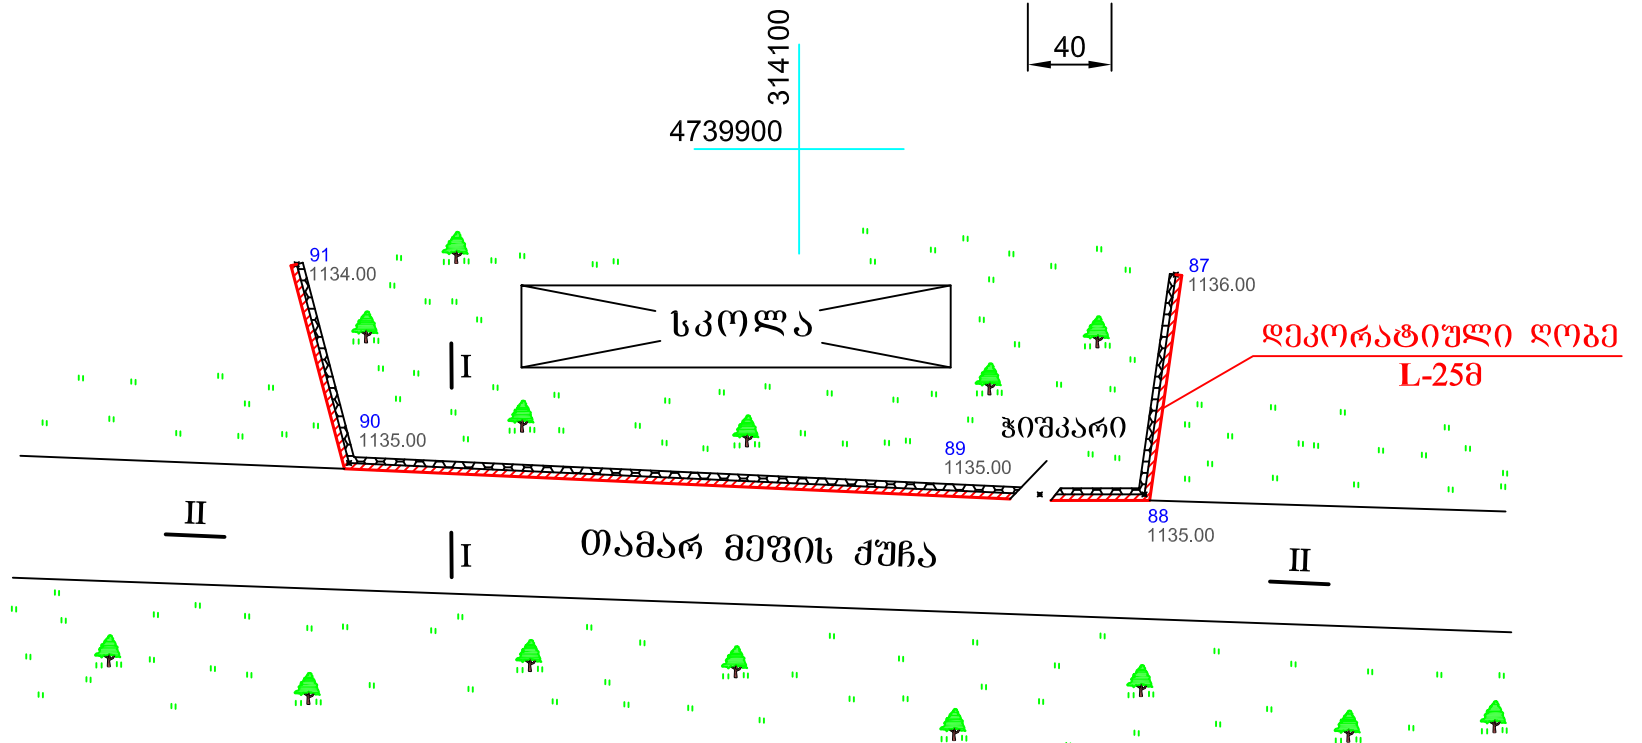 314100
40
4739900
91
1134.00
87
1136.00
სკოლა
დეკორატიული ღობე
L-25მ
I
90
1135.00
ჭიშკარი
89
1135.00
II
88
1135.00
I
თამარ მეფის ქუჩა
II